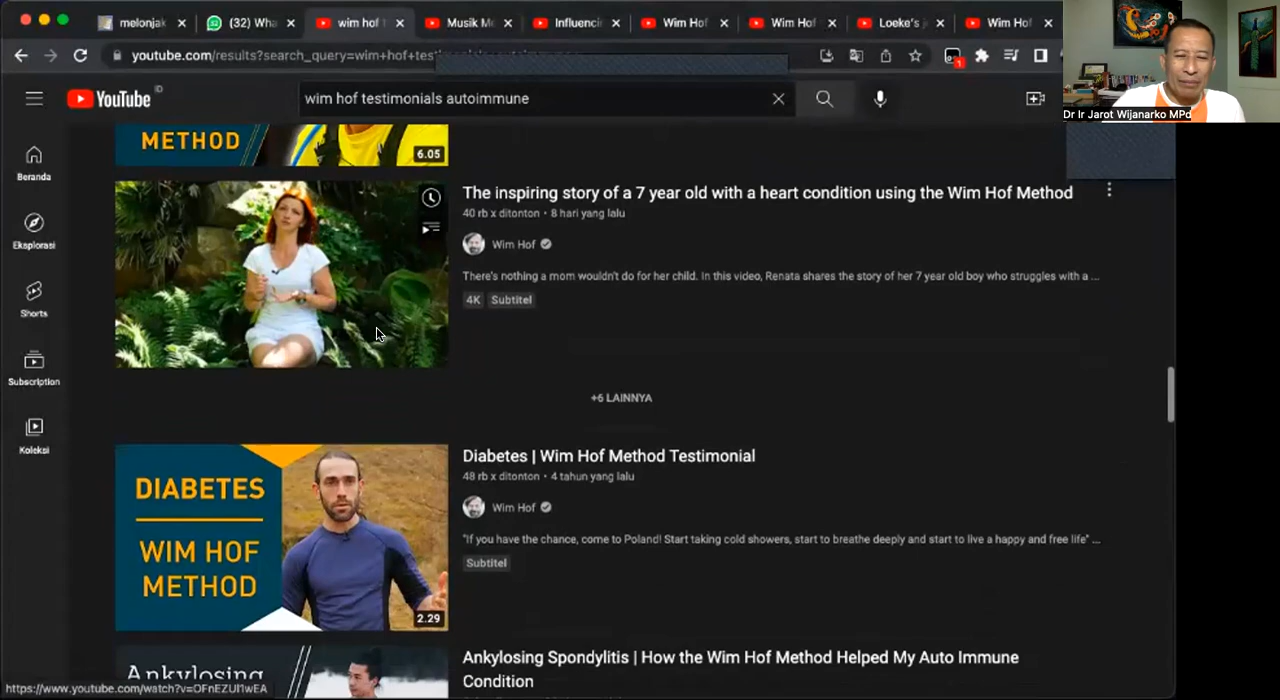 melonjak
(32) Wha
wim hof t
Musik M
Influencin
Wim Hof
Wim Hof
Loeke's j
Wim Hof
youtube.com/results?search_query=wim+hof+tes
1
YouTube ID
wim hof testimonials autoimmune
Dr Ir Jarot Wijanarko MPd
Beranda
Eksplorasi
Shorts
Subscription
Koleksi
METHOD
6.05
The inspiring story of a 7 year old with a heart condition using the Wim Hof Method
40 rb x ditonton • 8 hari yang lalu
Wim Hof
There's nothing a mom wouldn't do for her child. In this video, Renata shares the story of her 7 year old boy who struggles with a ...
4K Subtitel
+6 LAINNYA
DIABETES
WIM HOF
METHOD
2.29
Diabetes | Wim Hof Method Testimonial
48 rb x ditonton • 4 tahun yang lalu
Wim Hof
"If you have the chance, come to Poland! Start taking cold showers, start to breathe deeply and start to live a happy and free life" ...
Subtitel
Ankylosing
Ankylosing Spondylitis | How the Wim Hof Method Helped My Auto Immune
Condition
https://www.youtube.com/watch?v=OFnEZUl1wEA